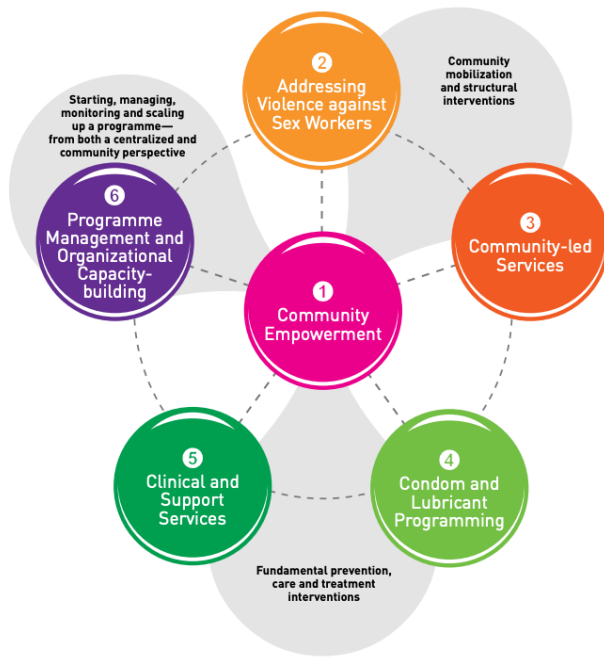 1
Community
Empowerment
2
Addressing
Violence against
Sex Workers
Community
mobilization
and structural
interventions
3
Community-led
Services
4
Condom and
Lubricant
Programming
Fundamental prevention,
care and treatment
interventions
5
Clinical and
Support
Services
6
Programme
Management and
Organizational
Capacity-
building
Starting, managing,
monitoring and scaling
up a programme—
from both a centralized and
community perspective